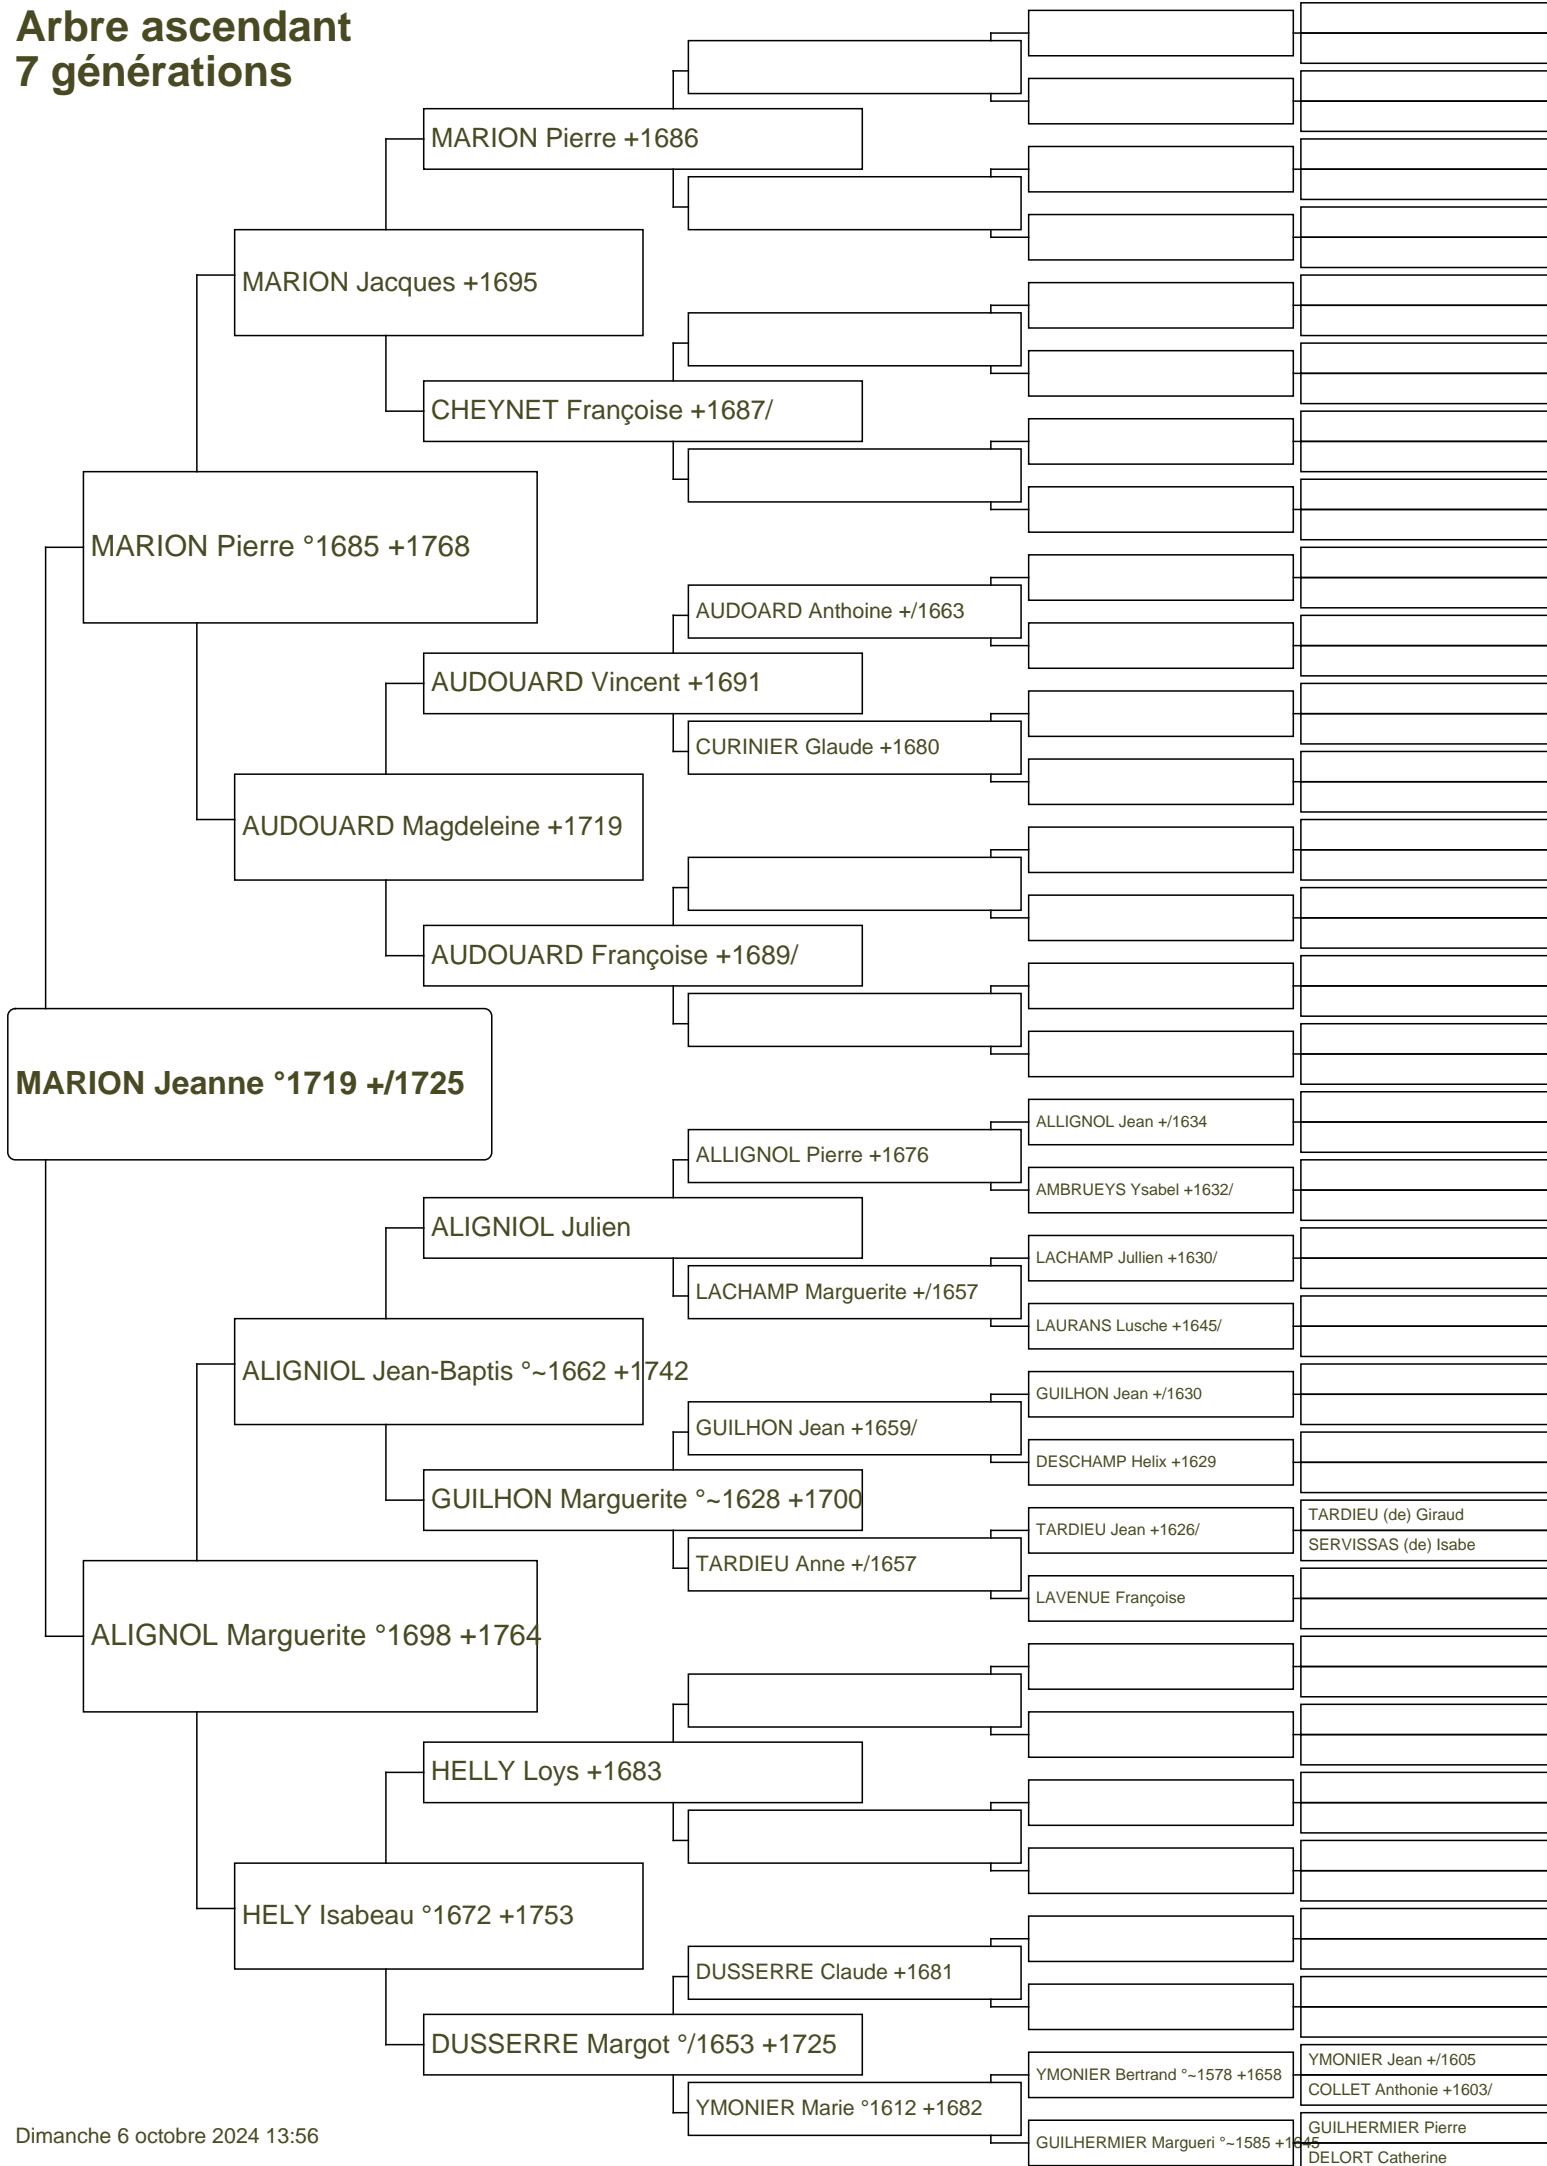 Arbre ascendant
7 générations
MARION Pierre +1686
MARION Jacques +1695
CHEYNET Françoise +1687/
MARION Pierre °1685 +1768
AUDOARD Anthoine +/1663
AUDOUARD Vincent +1691
CURINIER Glaude +1680
AUDOUARD Magdeleine +1719
AUDOUARD Françoise +1689/
MARION Jeanne °1719 +/1725
ALLIGNOL Jean +/1634
ALLIGNOL Pierre +1676
AMBRUEYS Ysabel +1632/
ALIGNIOL Julien
LACHAMP Jullien +1630/
LACHAMP Marguerite +/1657
LAURANS Lusche +1645/
ALIGNIOL Jean-Baptis °~1662 +1742
GUILHON Jean +/1630
GUILHON Jean +1659/
DESCHAMP Helix +1629
GUILHON Marguerite °~1628 +1700
TARDIEU (de) Giraud
TARDIEU Jean +1626/
SERVISSAS (de) Isabe
TARDIEU Anne +/1657
LAVENUE Françoise
ALIGNOL Marguerite °1698 +1764
HELLY Loys +1683
HELY Isabeau °1672 +1753
DUSSERRE Claude +1681
DUSSERRE Margot °/1653 +1725
YMONIER Jean +/1605
YMONIER Bertrand °~1578 +1658
COLLET Anthonie +1603/
YMONIER Marie °1612 +1682
GUILHERMIER Pierre
GUILHERMIER Margueri °~1585 +1645
DELORT Catherine
Dimanche 6 octobre 2024 13:56